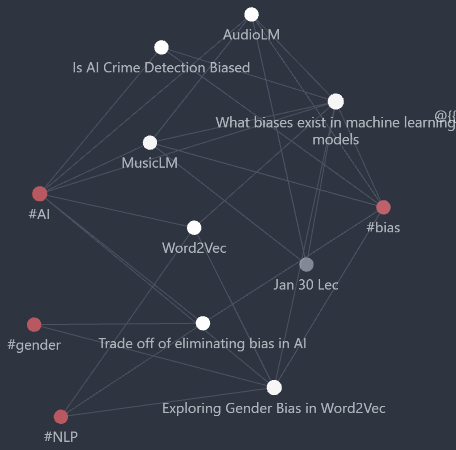 AudioLM
Is AI Crime Detection Biased
@{{
What biases exist in machine learning
models
MusicLM
#AI
#bias
Word2Vec
Jan 30 Lec
#gender
Trade off of eliminating bias in AI
Exploring Gender Bias in Word2Vec
#NLP